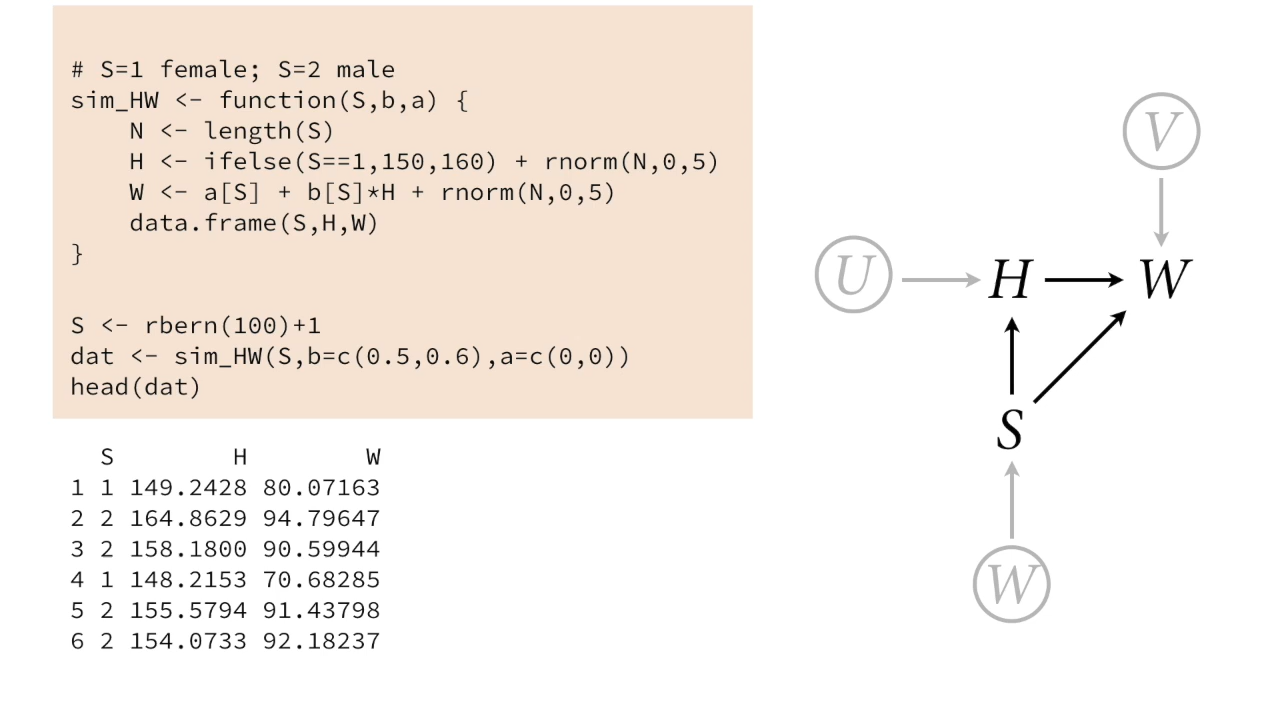 # S=1 female; S=2 male
sim_HW <- function(S,b,a) {
    N <- length(S)
    H <- ifelse(S==1,150,160) + rnorm(N,0,5)
    W <- a[S] + b[S]*H + rnorm(N,0,5)
    data.frame(S,H,W)
}
S <- rbern(100)+1
dat <- sim_HW(S,b=c(0.5,0.6),a=c(0,0))
head(dat)
  S        H        W
1 1 149.2428 80.07163
2 2 164.8629 94.79647
3 2 158.1800 90.59944
4 1 148.2153 70.68285
5 2 155.5794 91.43798
6 2 154.0733 92.18237
V
U H W
S
W